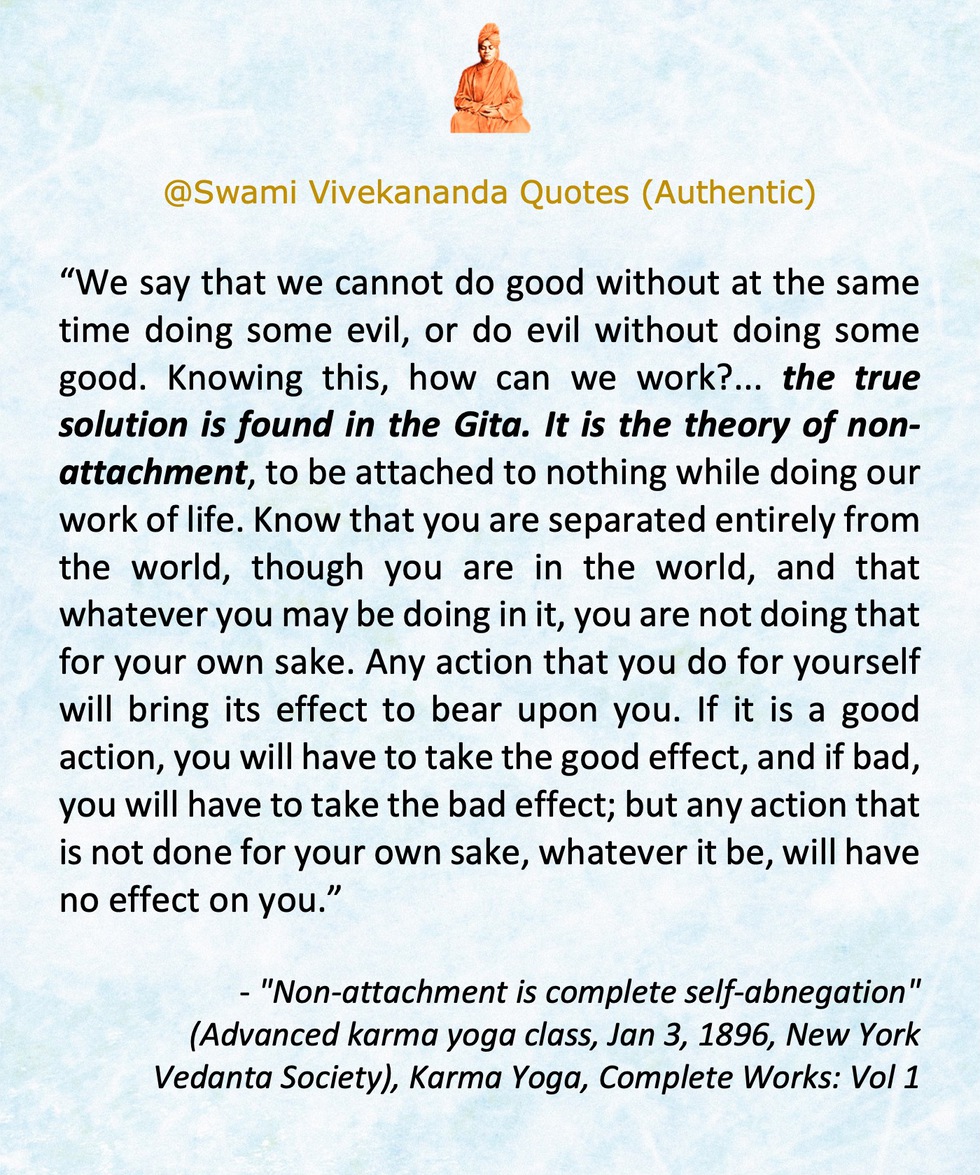 @Swami Vivekananda Quotes (Authentic)
“We say that we cannot do good without at the same
time doing some evil, or do evil without doing some
good. Knowing this, how can we work?... the true
solution is found in the Gita. It is the theory of non-
attachment, to be attached to nothing while doing our
work of life. Know that you are separated entirely from
the world, though you are in the world, and that
whatever you may be doing in it, you are not doing that
for your own sake. Any action that you do for yourself
will bring its effect to bear upon you. If it is a good
action, you will have to take the good effect, and if bad,
you will have to take the bad effect; but any action that
is not done for your own sake, whatever it be, will have
no effect on you.”
- "Non-attachment is complete self-abnegation"
(Advanced karma yoga class, Jan 3, 1896, New York
Vedanta Society), Karma Yoga, Complete Works: Vol 1